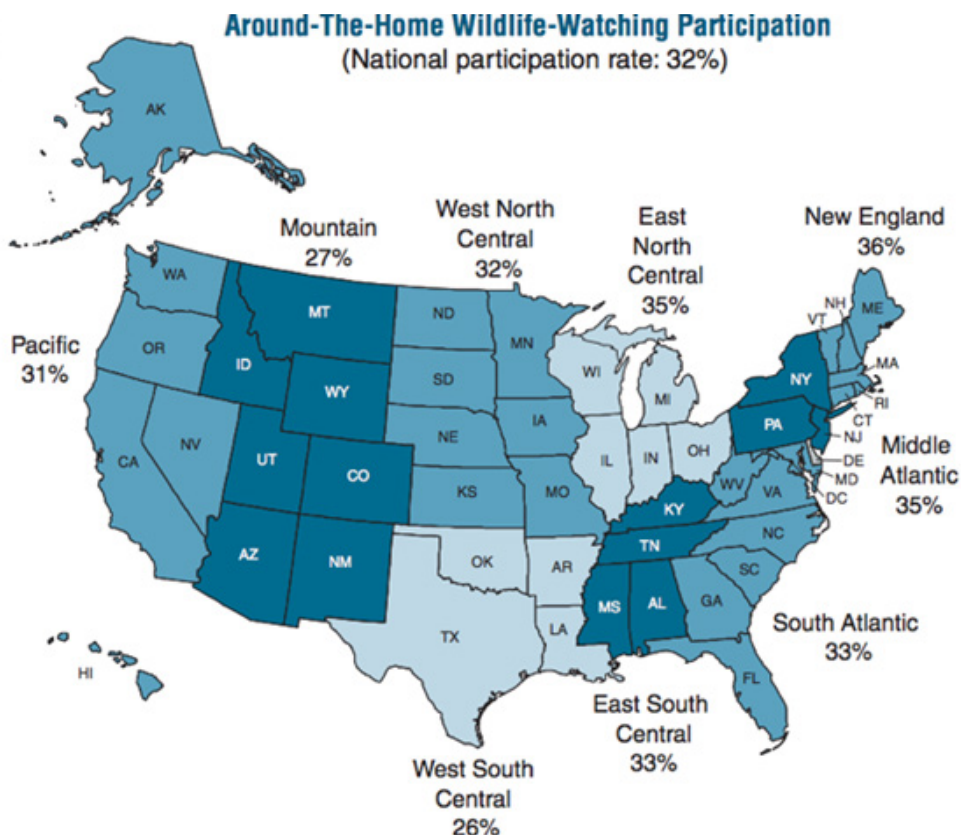 Around-The-Home Wildlife-Watching Participation
(National participation rate: 32%)
AK
Mountain
27%
West North
Central
32%
East
North
Central
35%
New England
36%
Pacific
31%
WA
OR
CA
NV
ID
MT
WY
UT
CO
AZ
NM
ND
SD
NE
KS
MN
IA
MO
WI
MI
IL
IN
OH
OK
AR
TX
LA
KY
TN
MS
AL
NY
PA
VT
NH
ME
MA
RI
CT
NJ
DE
MD
DC
WV
VA
NC
SC
GA
FL
HI
Middle
Atlantic
35%
South Atlantic
33%
East South
Central
33%
West South
Central
26%